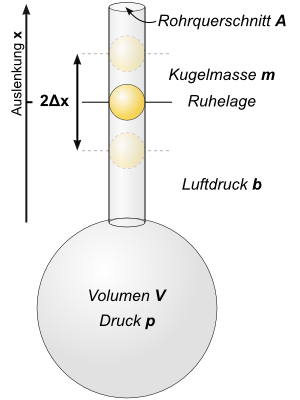 Rohrquerschnitt A
Auslenkung x
2Δx
Kugelmasse m
Ruhelage
Luftdruck b
Volumen V
Druck p